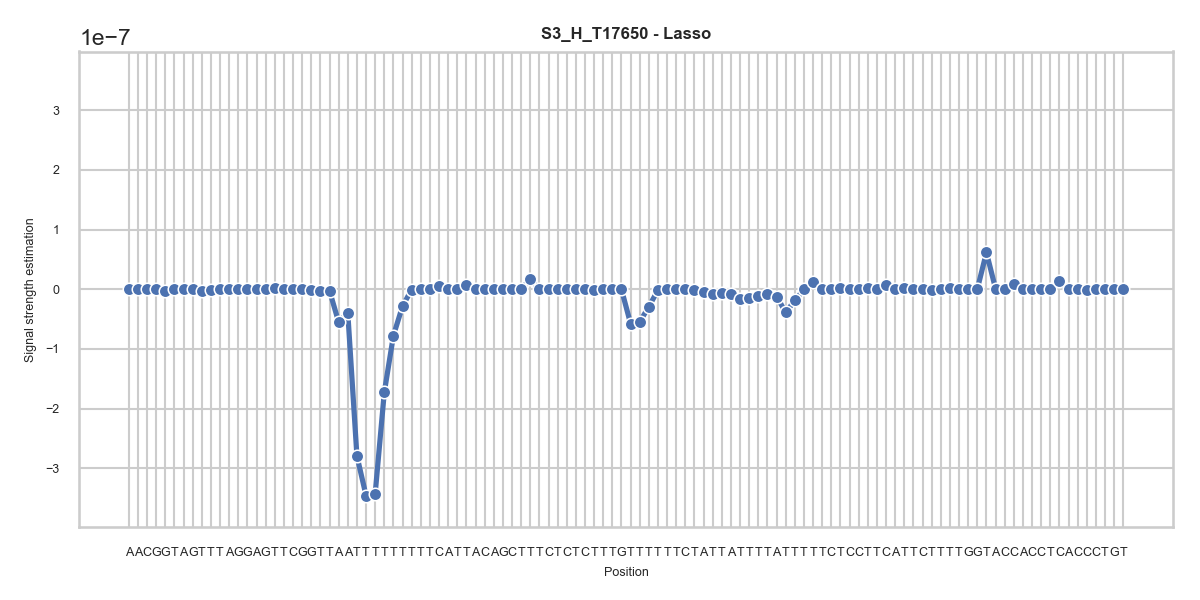 1e−7
S3_H_T17650 - Lasso
3
2
1
0
−1
−2
−3
Signal strength estimation
AACGGTAGTTTAGGAGTTCGGTTAATTTTTTTTTCATTACAGCTTTCTCTCTTTGTTTTTTCTATTATTTTATTTTTCTCCTTCATTCTTTTGGTACCACCTCACCCTGT
Position